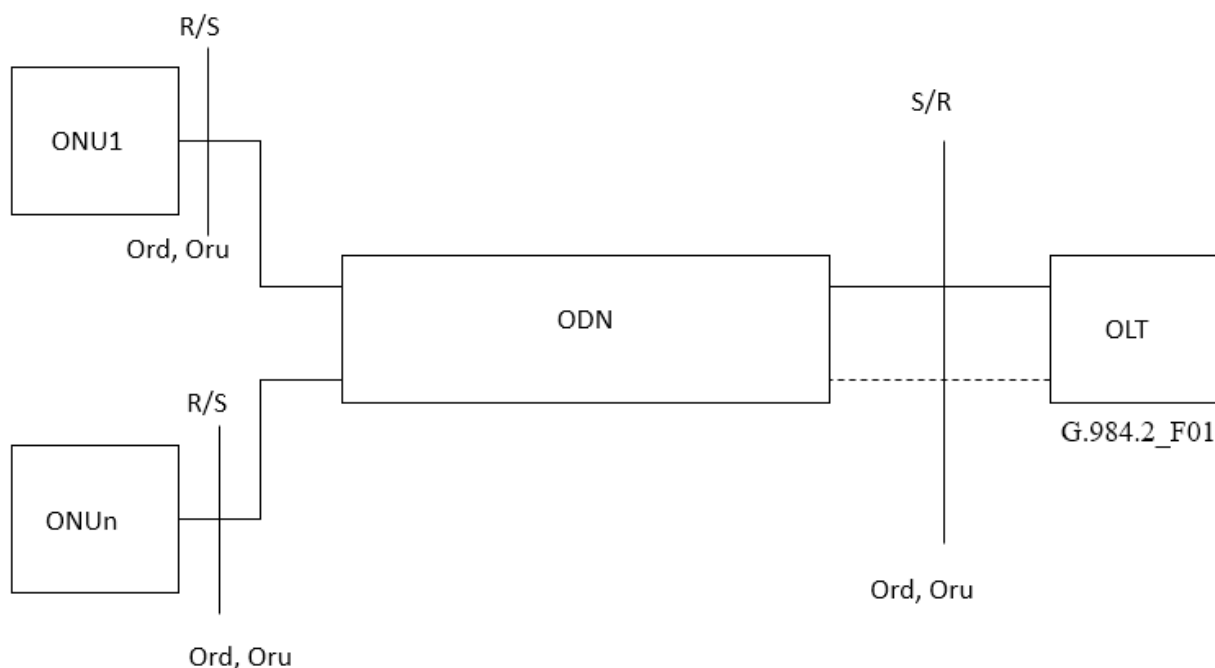 R/S
S/R
ONU1
Ord, Oru
ODN
OLT
R/S
G.984.2_F01
ONUn
Ord, Oru
Ord, Oru